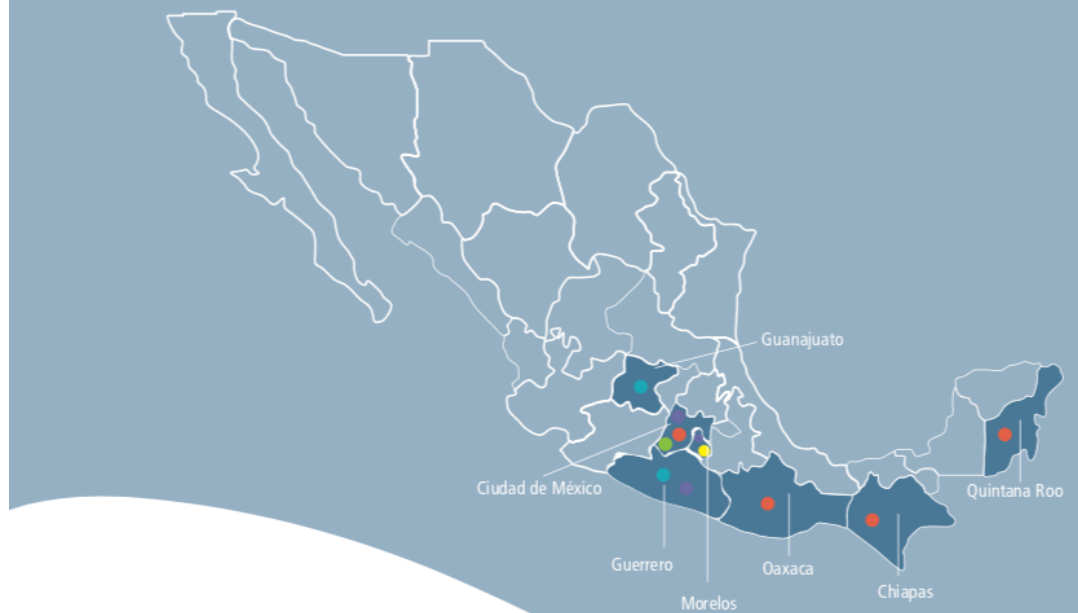 Guanajuato
Ciudad de México
Quintana Roo
Guerrero
Oaxaca
Chiapas
Morelos